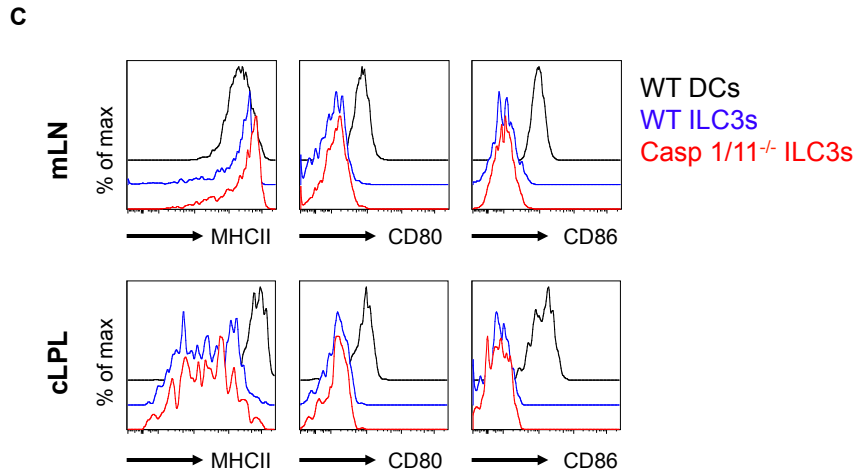 C
WT DCs
WT ILC3s
Casp 1/11-/- ILC3s
mLN
% of max
MHCII
CD80
CD86
cLPL
% of max
MHCII
CD80
CD86